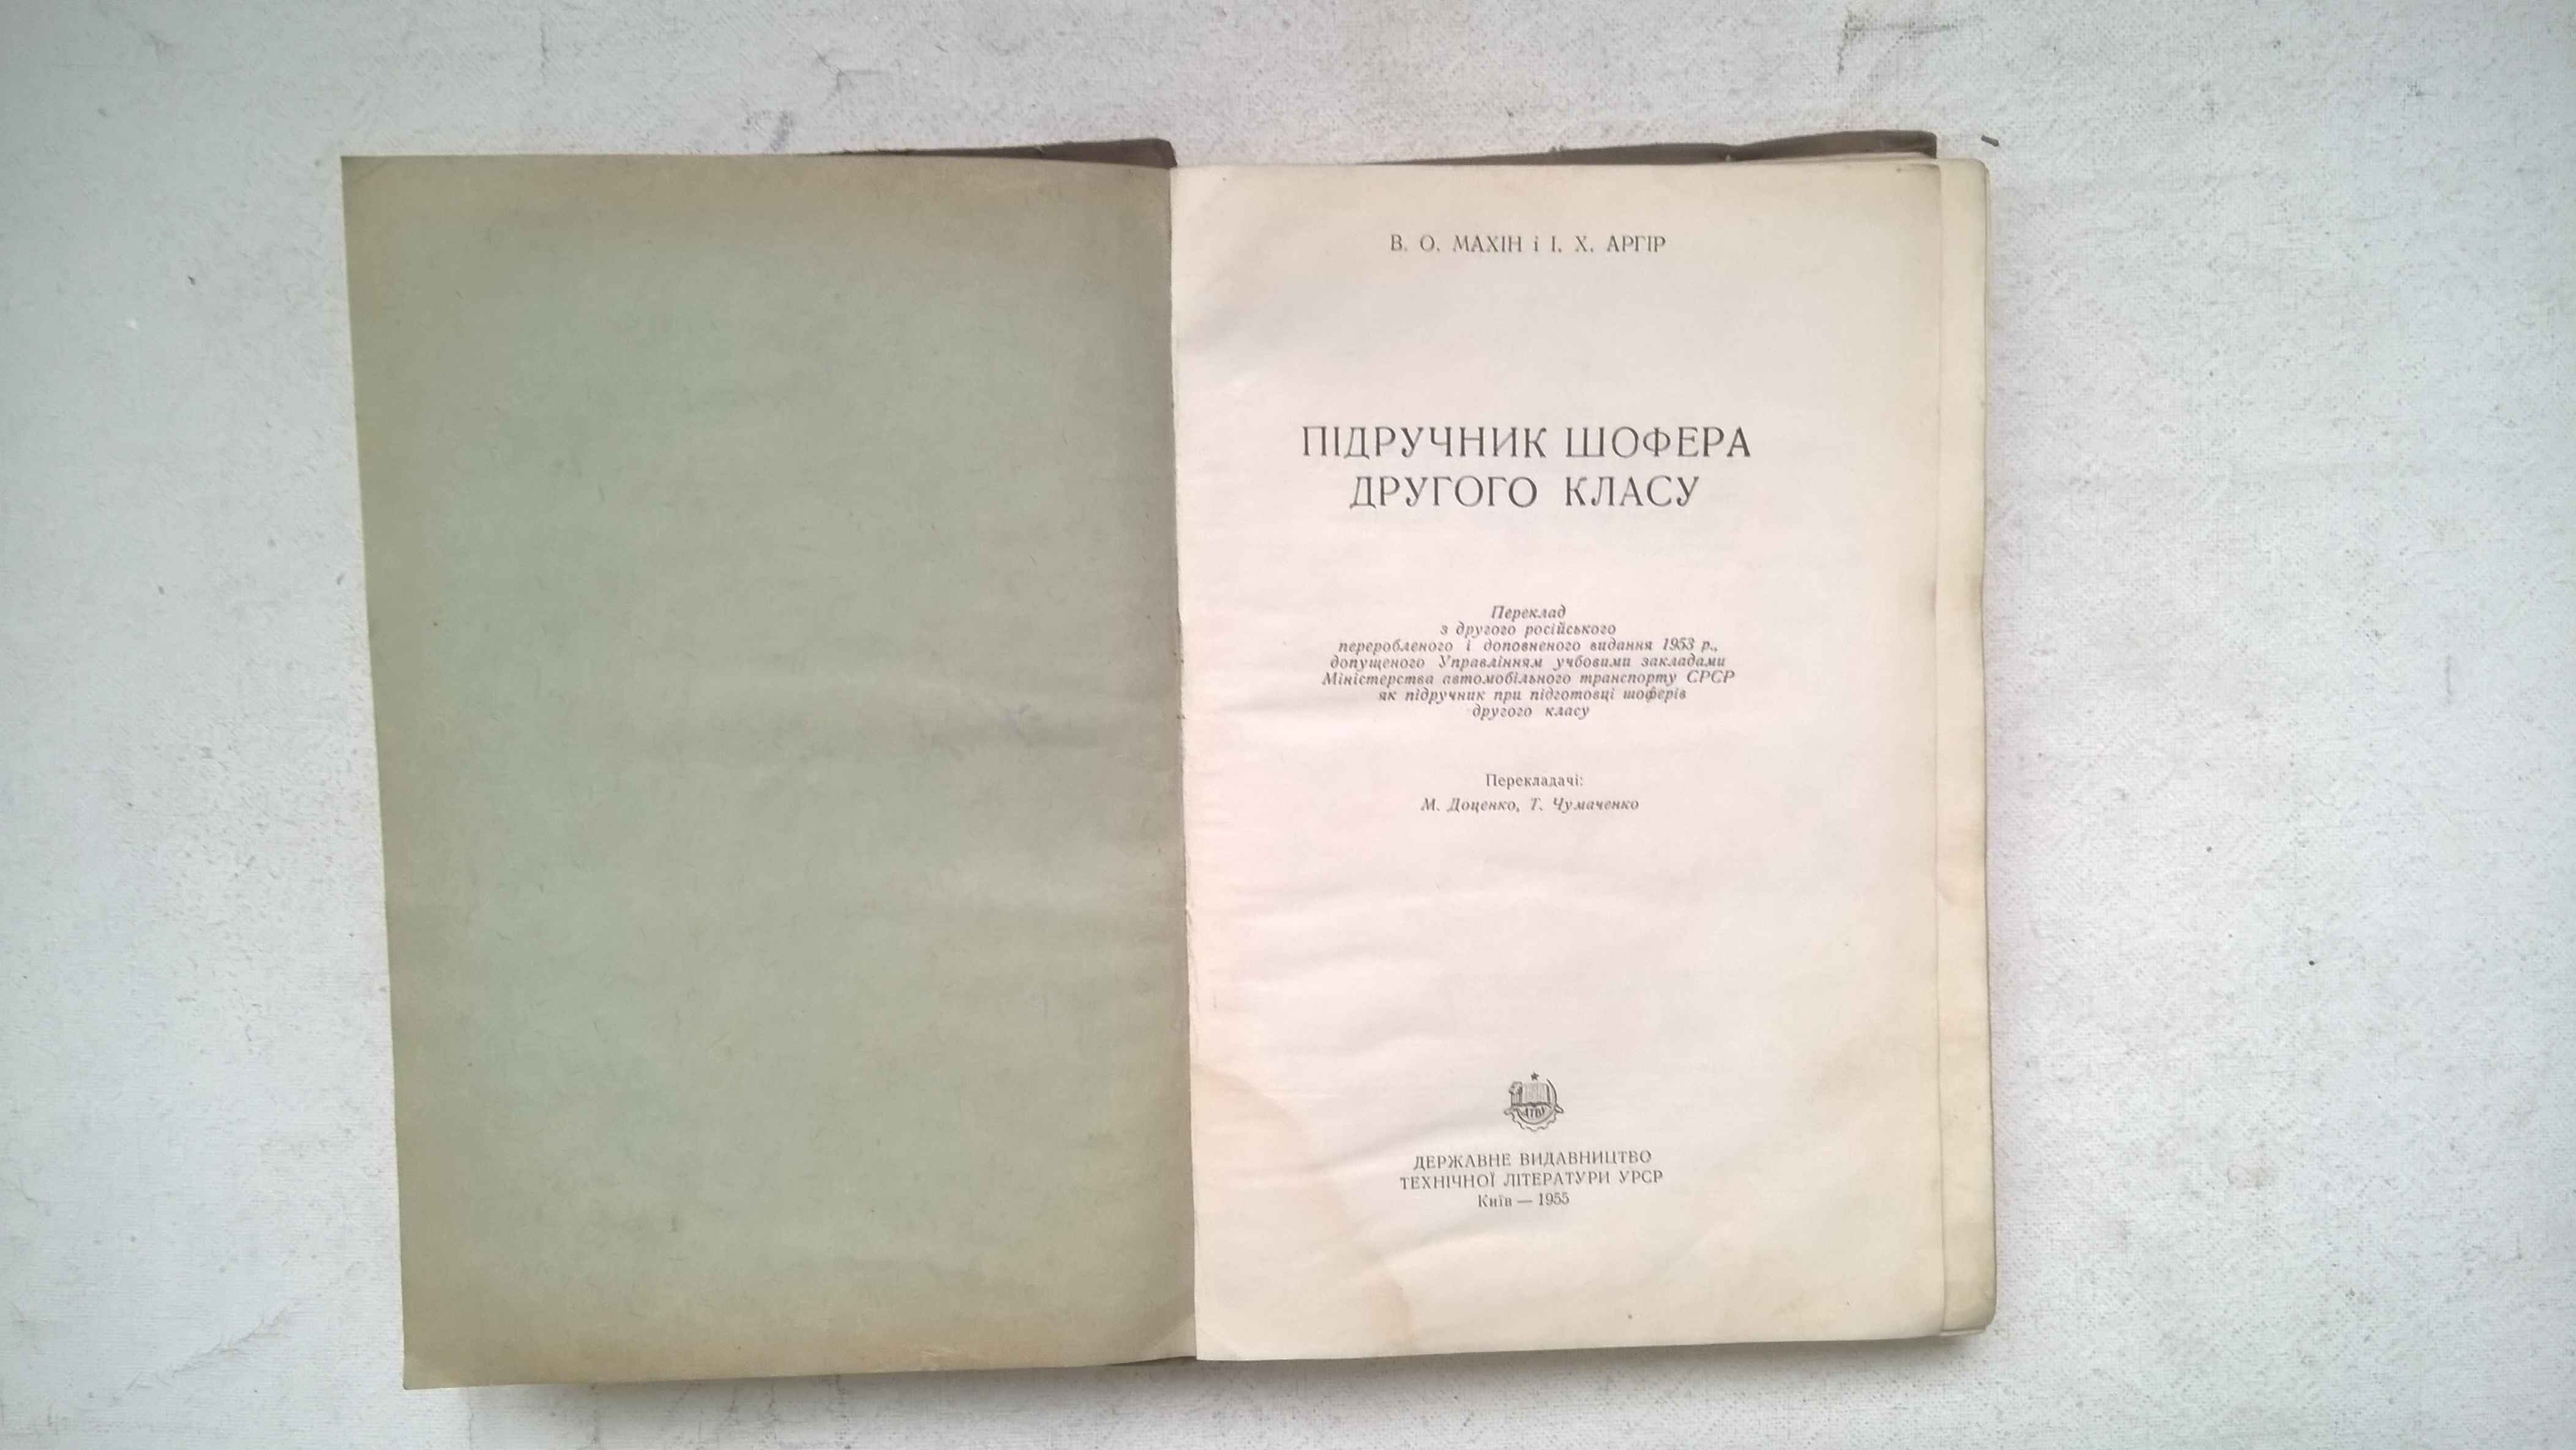 В. О. МАХІН і І. Х. АРГІР
ПІДРУЧНИК ШОФЕРА
ДРУГОГО КЛАСУ
Переклад
з другого російського
переробленого і доповненого видання 1953 р.,
допущеного Управлінням учбовими закладами
Міністерства автомобільного транспорту СРСР
як підручник при підготовці шоферів
другого класу
Перекладачі:
М. Доценко, Т. Чумаченко
ДЕРЖАВНЕ ВИДАВНИЦТВО
ТЕХНІЧНОЇ ЛІТЕРАТУРИ УРСР
Київ — 1955